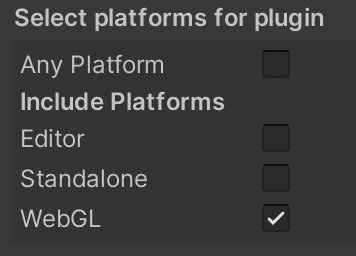 Select platforms for plugin
Any Platform
Include Platforms
Editor
Standalone
WebGL